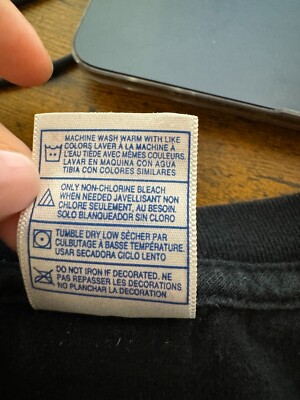 MACHINE WASH WARM WITH LIKE
COLORS LAVER À LA MACHINE À
L'EAU TIÈDE AVEC MÊMES COULEURS.
LAVAR EN MAQUINA CON AGUA
TIBIA CON COLORES SIMILARES
ONLY NON-CHLORINE BLEACH
WHEN NEEDED JAVELLISANT NON
CHLORE SEULEMENT, AU BESOIN.
SOLO BLANQUEADOR SIN CLORO
TUMBLE DRY LOW SÉCHER PAR
CULBUTAGE À BASSE TEMPÉRATURE.
USAR SECADORA CICLO LENTO
DO NOT IRON IF DECORATED. NE
PAS REPASSER LES DECORATIONS
NO PLANCHAR LA DECORATION